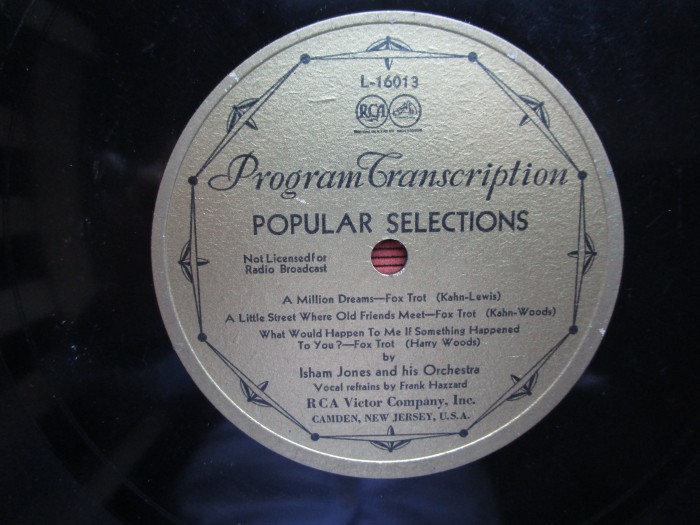 L-16013
RCA
Program Transcription
POPULAR SELECTIONS
Not Licensed for
Radio Broadcast
A Million Dreams—Fox Trot (Kahn-Lewis)
A Little Street Where Old Friends Meet—Fox Trot (Kahn-Woods)
What Would Happen To Me If Something Happened
To You?—Fox Trot (Harry Woods)
by
Isham Jones and his Orchestra
Vocal refrains by Frank Hazzard
RCA Victor Company, Inc.
CAMDEN, NEW JERSEY, U.S.A.